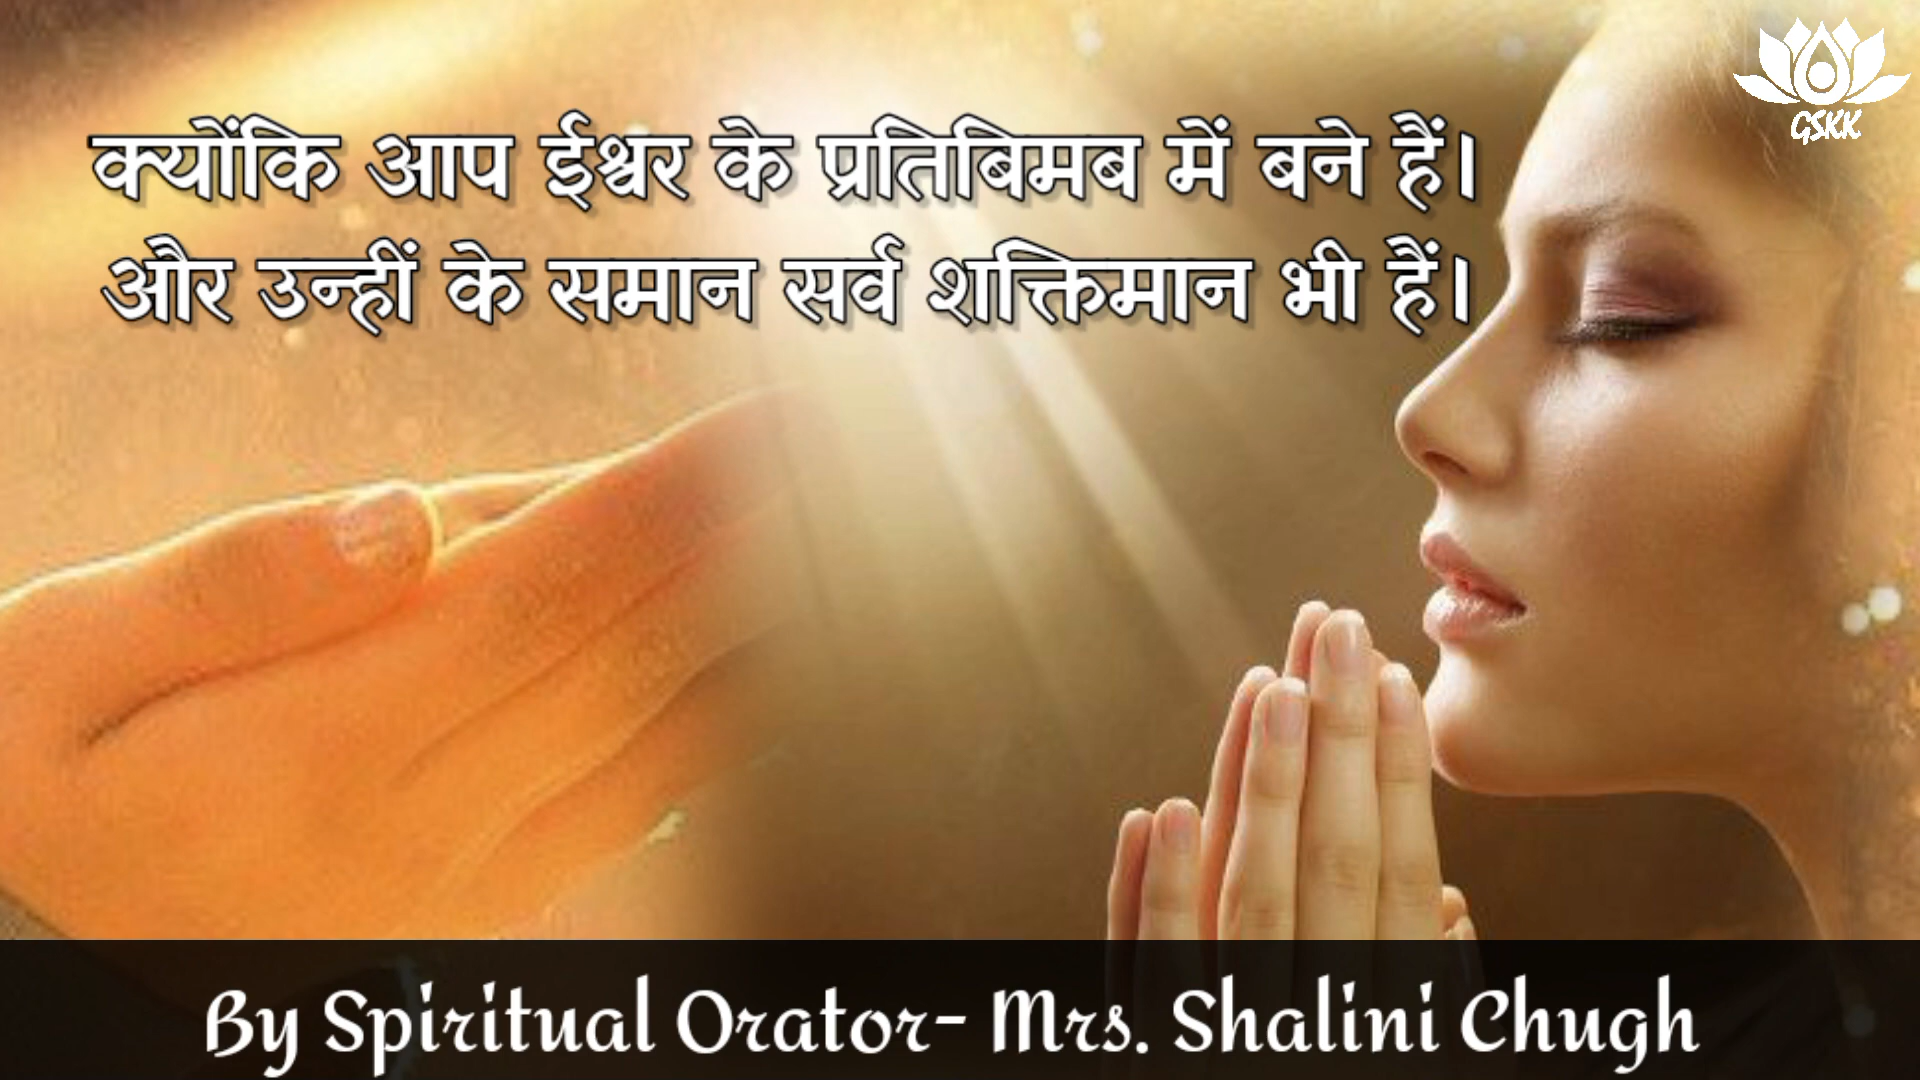 GSKK
क्योंकि आप ईश्वर के प्रतिबिमब में बने हैं।
और उन्हीं के समान सर्व शक्तिमान भी हैं।
By Spiritual Orator- Mrs. Shalini Chugh